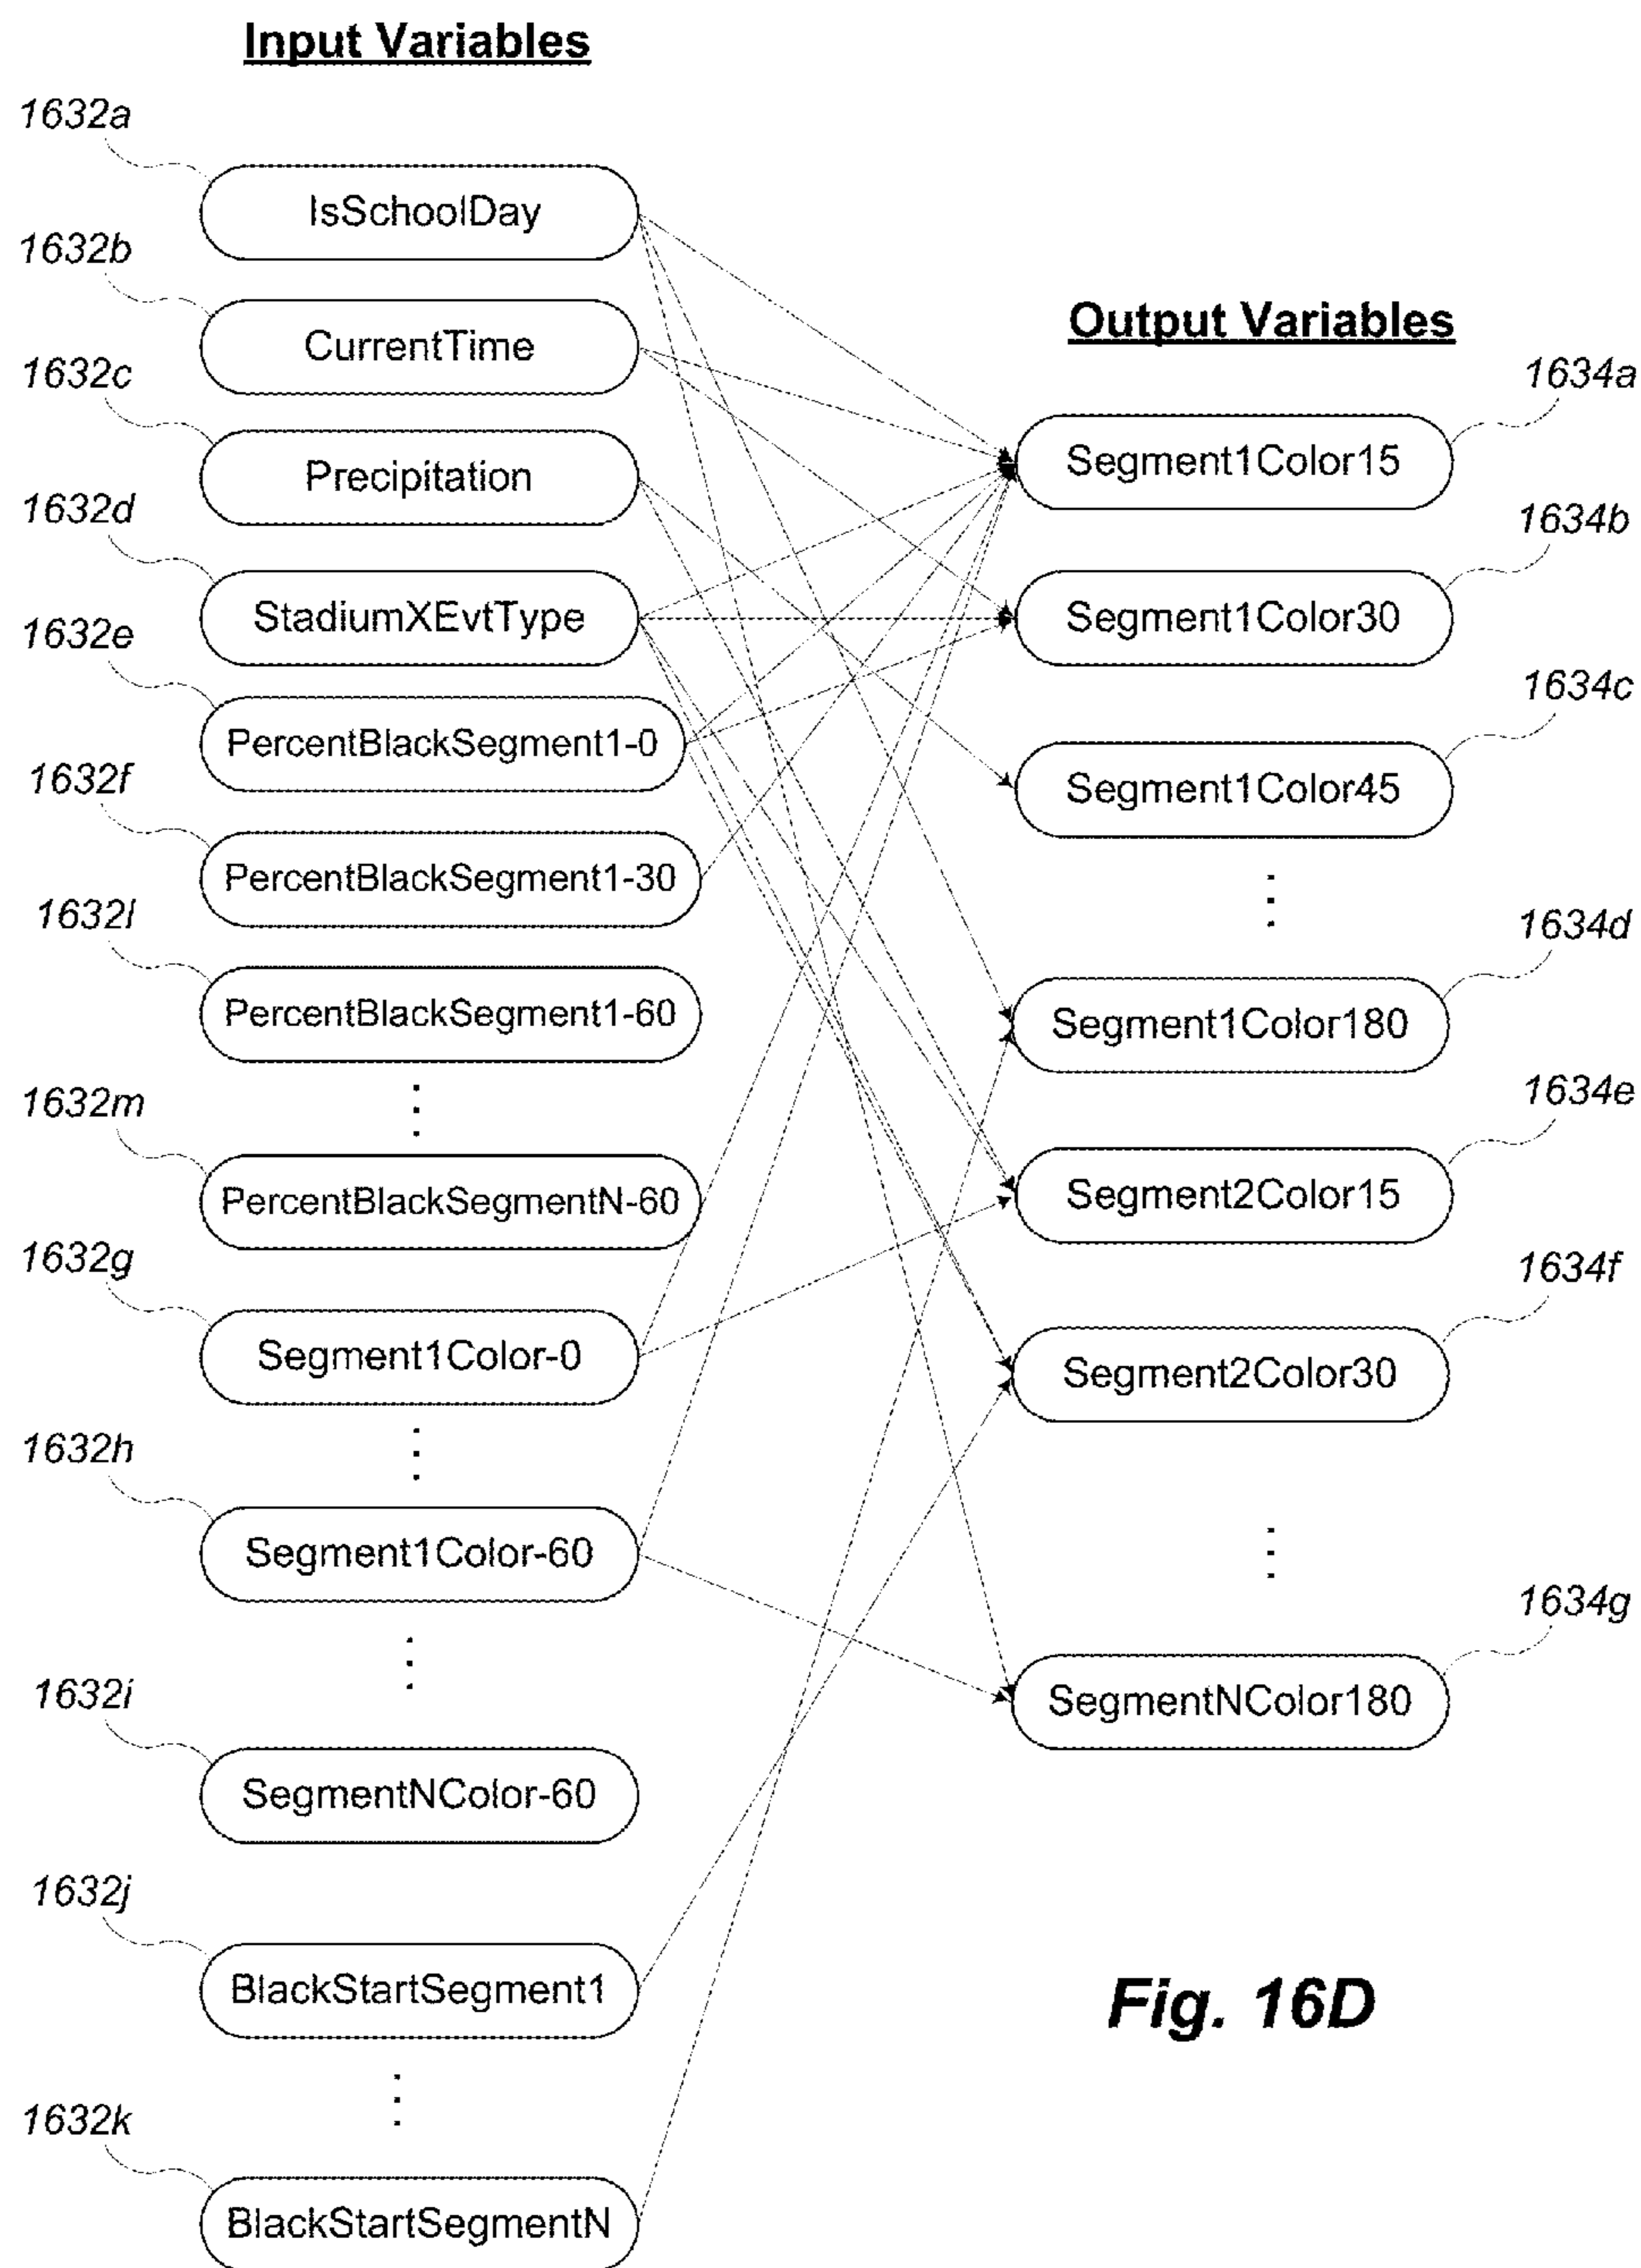 Input Variables
1632a
IsSchoolDay
1632b
CurrentTime
1632c
Precipitation
1632d
StadiumXEvtType
1632e
PercentBlackSegment1-0
1632f
PercentBlackSegment1-30
1632l
PercentBlackSegment1-60
1632m
PercentBlackSegmentN-60
1632g
Segment1Color-0
1632h
Segment1Color-60
1632i
SegmentNColor-60
1632j
BlackStartSegment1
1632k
BlackStartSegmentN
Output Variables
1634a
Segment1Color15
1634b
Segment1Color30
1634c
Segment1Color45
1634d
Segment1Color180
1634e
Segment2Color15
1634f
Segment2Color30
1634g
SegmentNColor180
Fig. 16D